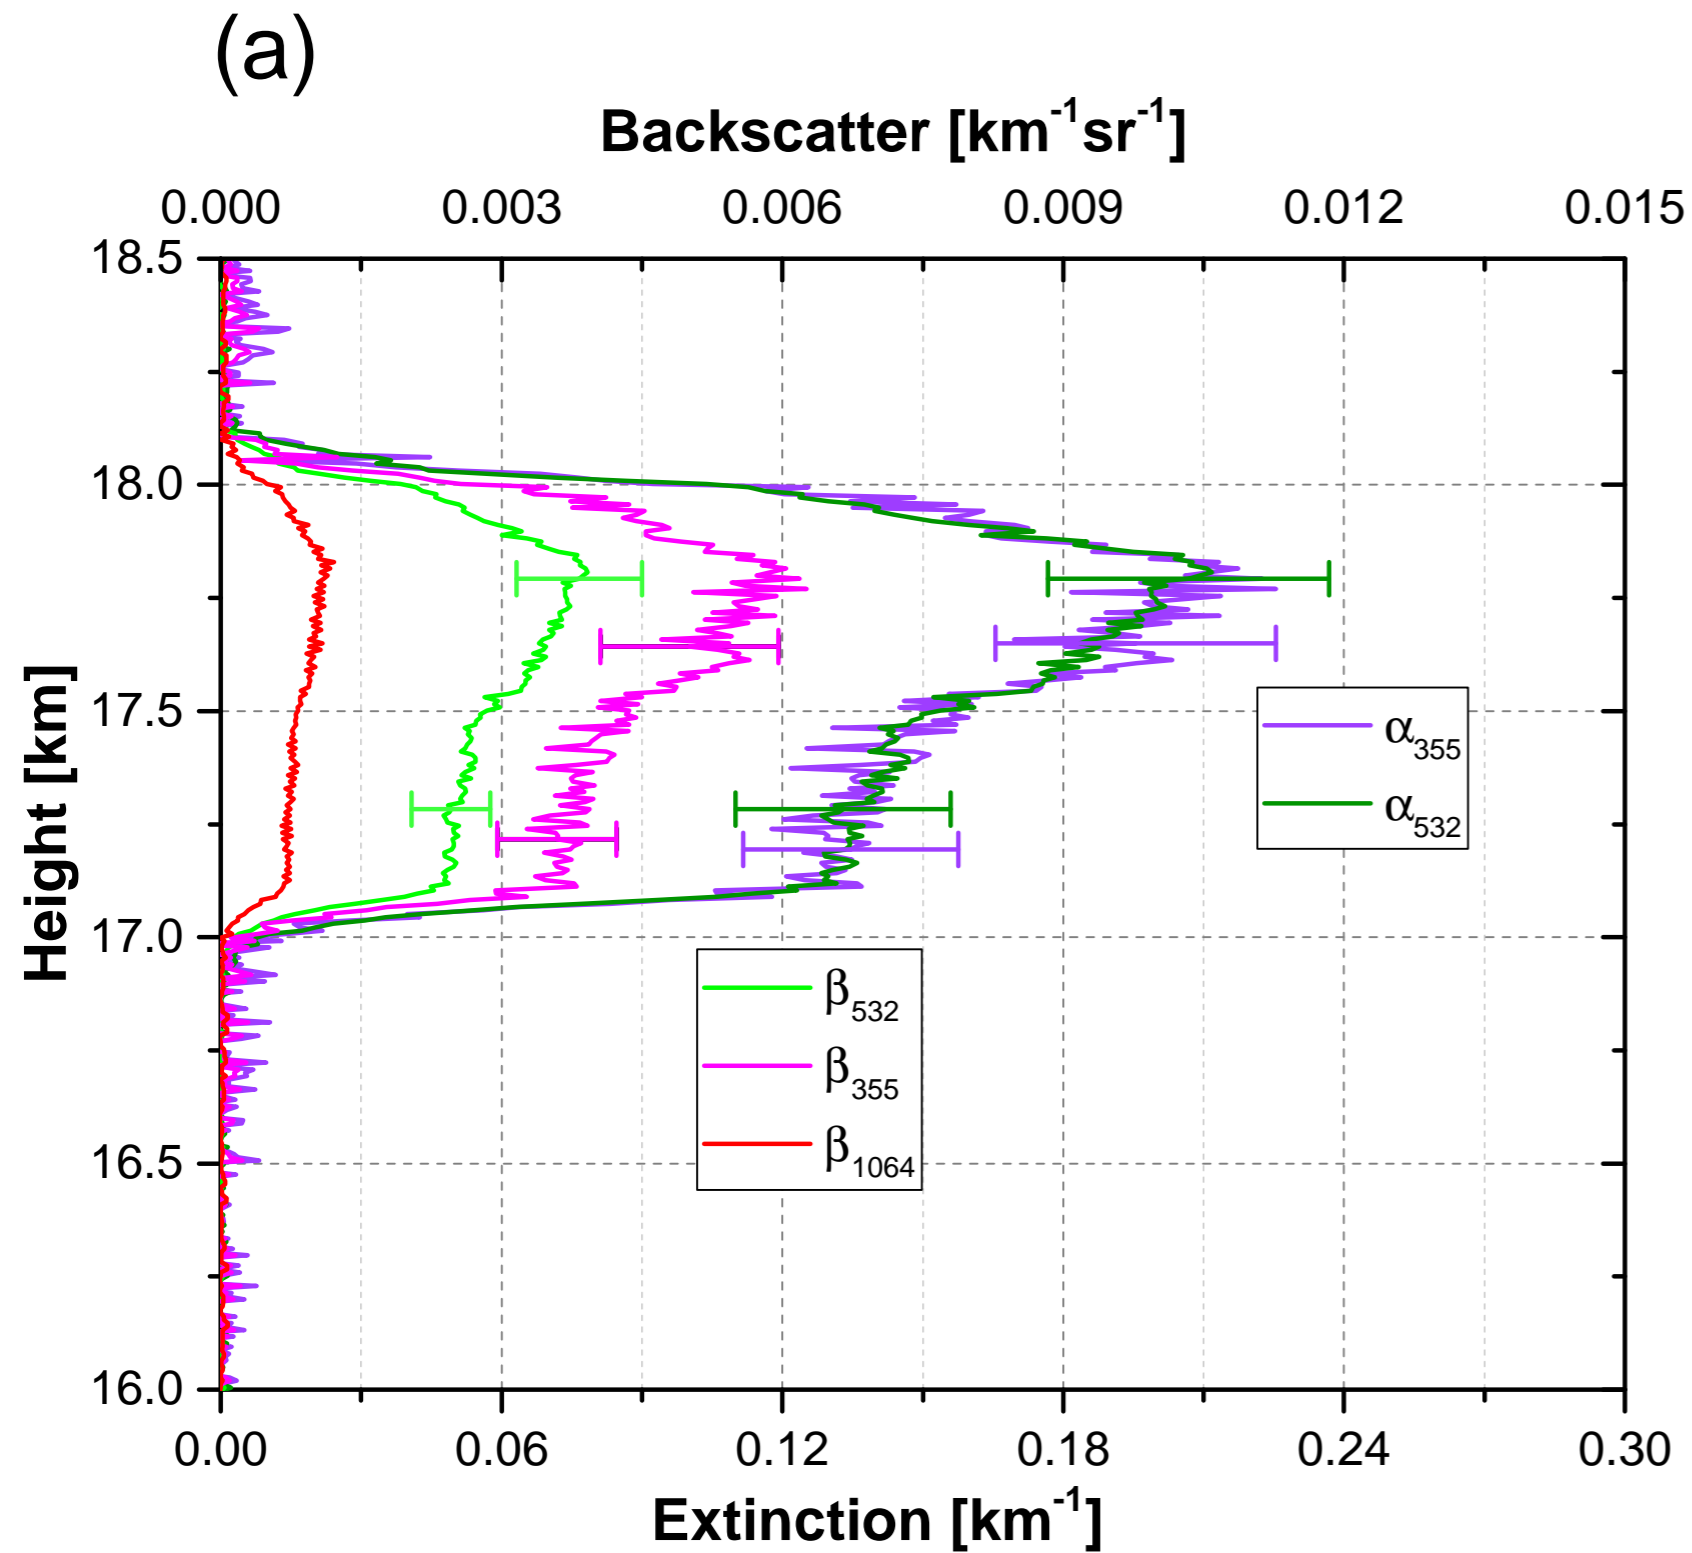 (a)
Backscatter [km⁻¹sr⁻¹]
0.000 0.003 0.006 0.009 0.012 0.015
18.5
18.0
17.5
17.0
16.5
16.0
Height [km]
α₃₅₅
α₅₃₂
β₅₃₂
β₃₅₅
β₁₀₆₄
0.00 0.06 0.12 0.18 0.24 0.30
Extinction [km⁻¹]